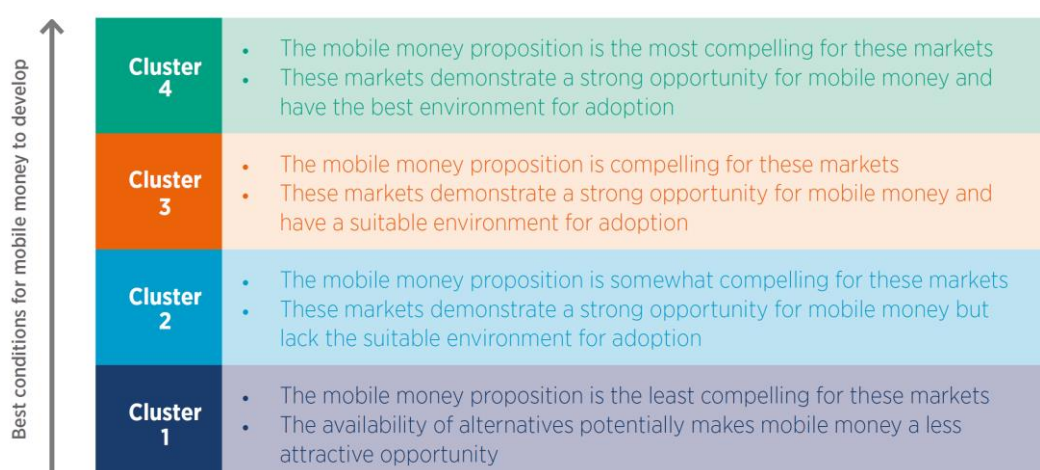 Best conditions for mobile money to develop
Cluster
4
• The mobile money proposition is the most compelling for these markets
• These markets demonstrate a strong opportunity for mobile money and
have the best environment for adoption
Cluster
3
• The mobile money proposition is compelling for these markets
• These markets demonstrate a strong opportunity for mobile money and
have a suitable environment for adoption
Cluster
2
• The mobile money proposition is somewhat compelling for these markets
• These markets demonstrate a strong opportunity for mobile money but
lack the suitable environment for adoption
Cluster
1
• The mobile money proposition is the least compelling for these markets
• The availability of alternatives potentially makes mobile money a less
attractive opportunity